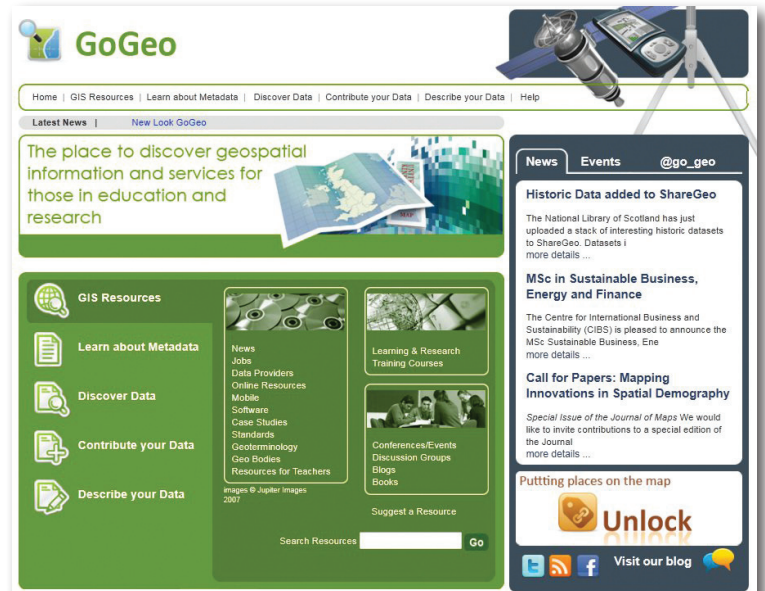 GoGeo
Home | GIS Resources | Learn about Metadata | Discover Data | Contribute your Data | Describe your Data | Help
Latest News | New Look GoGeo
The place to discover geospatial
information and services for
those in education and
research
MAP
GIS Resources
Learn about Metadata
Discover Data
Contribute your Data
Describe your Data
News
Jobs
Data Providers
Online Resources
Mobile
Software
Case Studies
Standards
Geoterminology
Geo Bodies
Resources for Teachers
images © Jupiter Images
2007
Learning & Research
Training Courses
Conferences/Events
Discussion Groups
Blogs
Books
Suggest a Resource
Search Resources Go
News Events @go_geo
Historic Data added to ShareGeo
The National Library of Scotland has just
uploaded a stack of interesting historic datasets
to ShareGeo. Datasets i
more details ...
MSc in Sustainable Business,
Energy and Finance
The Centre for International Business and
Sustainability (CIBS) is pleased to announce the
MSc Sustainable Business, Ene
more details ...
Call for Papers: Mapping
Innovations in Spatial Demography
Special Issue of the Journal of Maps We would
like to invite contributions to a special edition of
the Journal
more details ...
Puttting places on the map
Unlock
Visit our blog